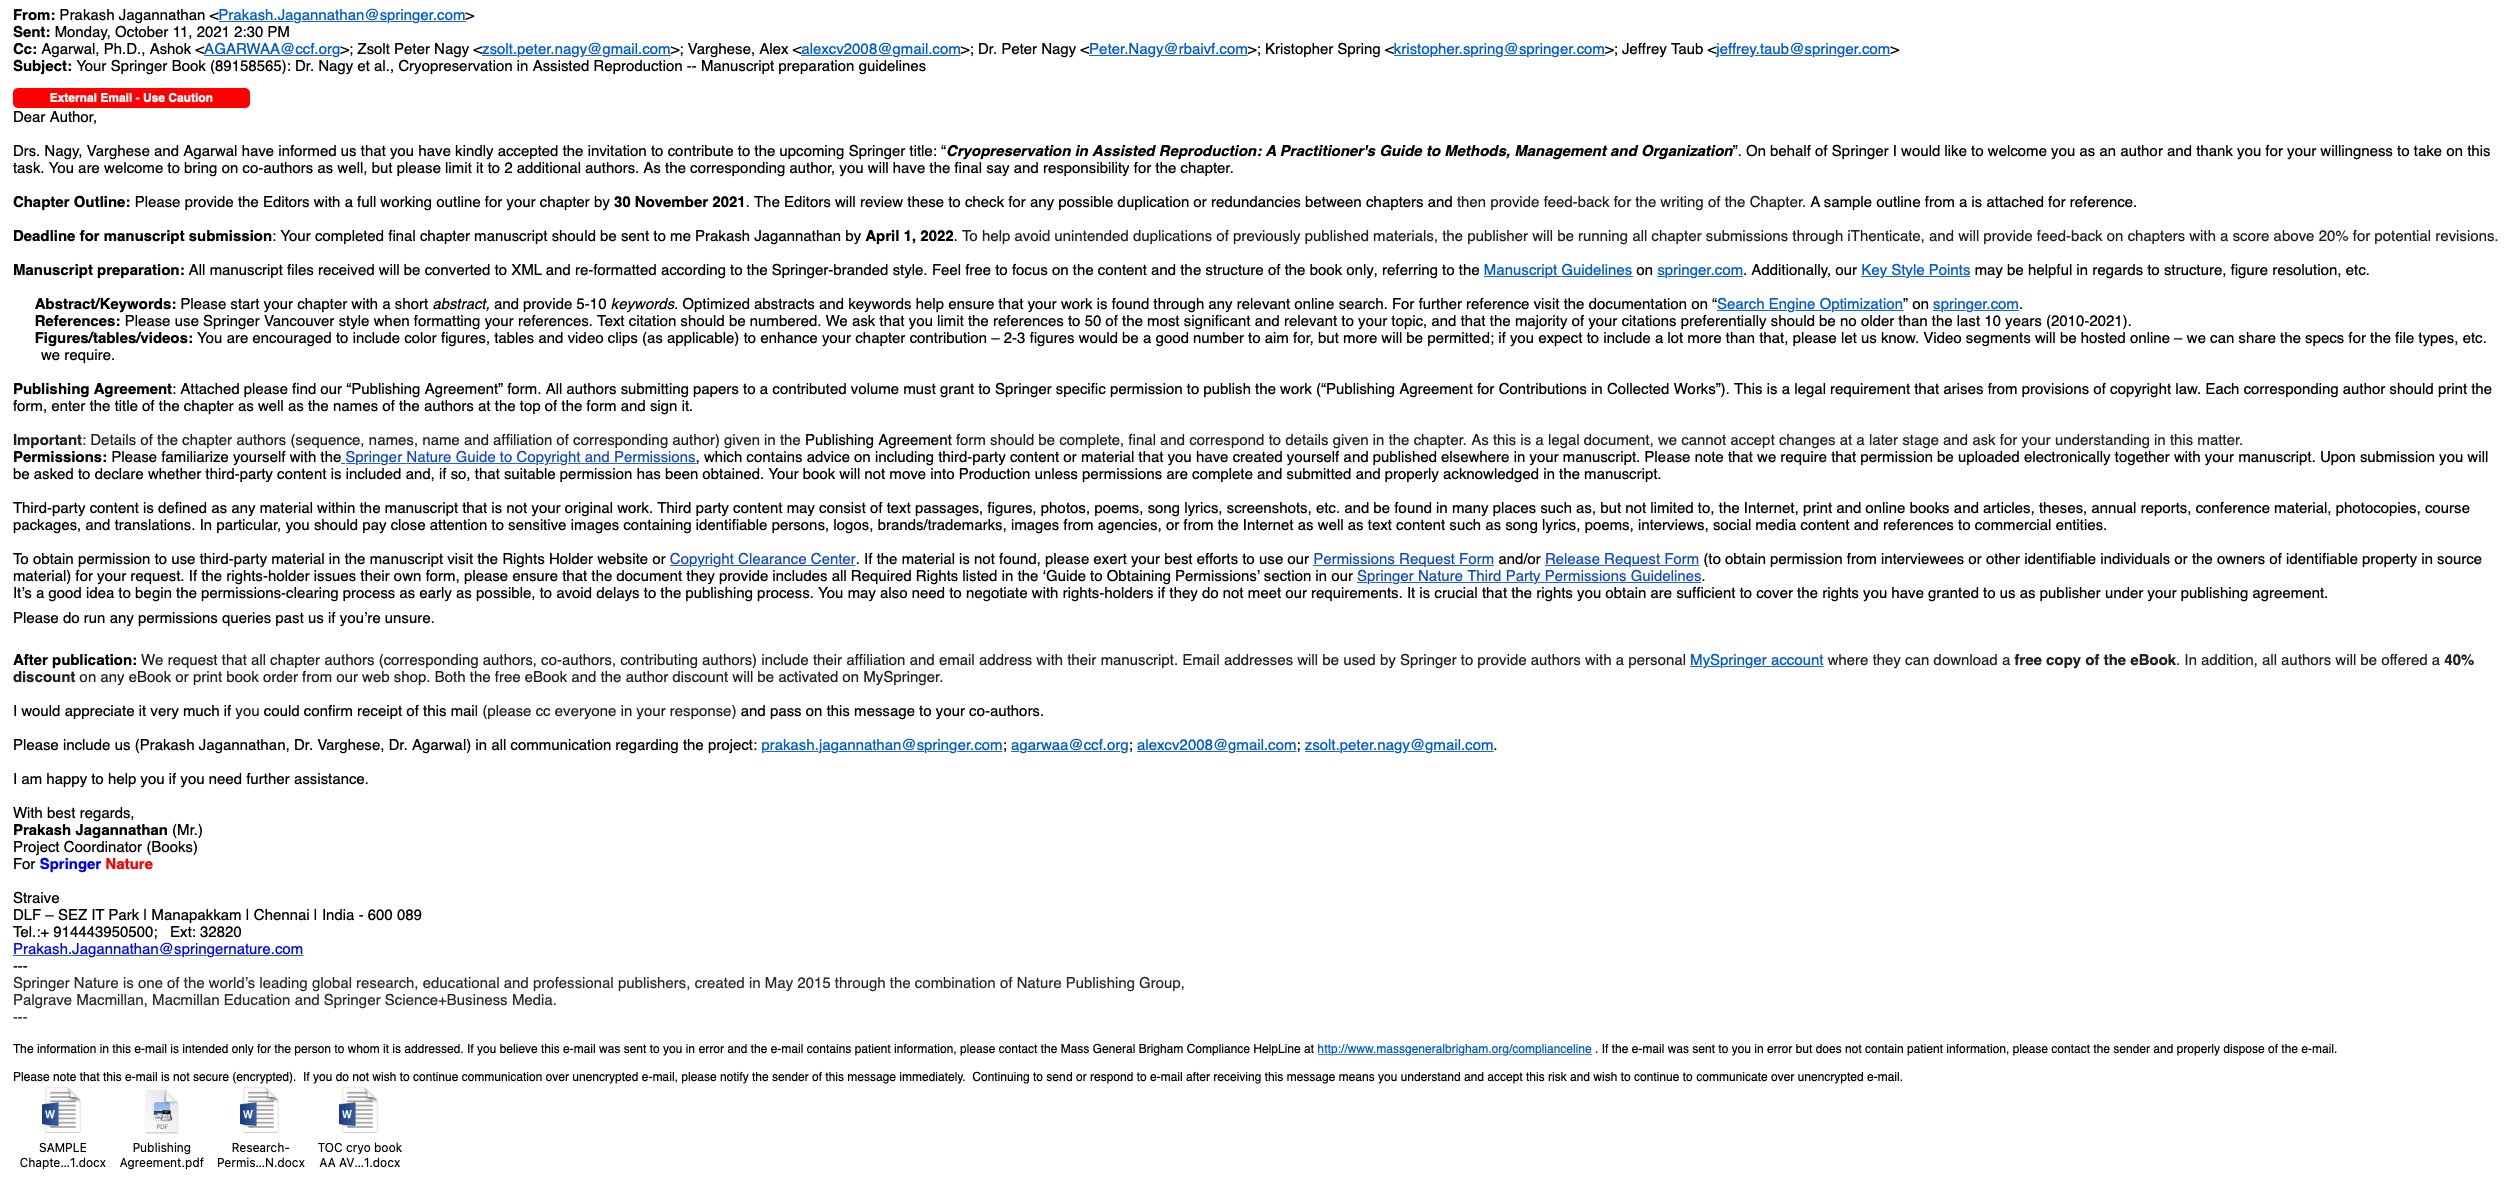 From: Prakash Jagannathan <Prakash.Jagannathan@springer.com>
Sent: Monday, October 11, 2021 2:30 PM
Cc: Agarwal, Ph.D., Ashok <AGARWAA@ccf.org>; Zsolt Peter Nagy <zsolt.peter.nagy@gmail.com>; Varghese, Alex <alexcv2008@gmail.com>; Dr. Peter Nagy <Peter.Nagy@rbaivf.com>; Kristopher Spring <kristopher.spring@springer.com>; Jeffrey Taub <jeffrey.taub@springer.com>
Subject: Your Springer Book (89158565): Dr. Nagy et al., Cryopreservation in Assisted Reproduction -- Manuscript preparation guidelines
External Email - Use Caution
Dear Author,
Drs. Nagy, Varghese and Agarwal have informed us that you have kindly accepted the invitation to contribute to the upcoming Springer title: “Cryopreservation in Assisted Reproduction: A Practitioner's Guide to Methods, Management and Organization”. On behalf of Springer I would like to welcome you as an author and thank you for your willingness to take on this
task. You are welcome to bring on co-authors as well, but please limit it to 2 additional authors. As the corresponding author, you will have the final say and responsibility for the chapter.
Chapter Outline: Please provide the Editors with a full working outline for your chapter by 30 November 2021. The Editors will review these to check for any possible duplication or redundancies between chapters and then provide feed-back for the writing of the Chapter. A sample outline from a is attached for reference.
Deadline for manuscript submission: Your completed final chapter manuscript should be sent to me Prakash Jagannathan by April 1, 2022. To help avoid unintended duplications of previously published materials, the publisher will be running all chapter submissions through iThenticate, and will provide feed-back on chapters with a score above 20% for potential revisions.
Manuscript preparation: All manuscript files received will be converted to XML and re-formatted according to the Springer-branded style. Feel free to focus on the content and the structure of the book only, referring to the Manuscript Guidelines on springer.com. Additionally, our Key Style Points may be helpful in regards to structure, figure resolution, etc.
Abstract/Keywords: Please start your chapter with a short abstract, and provide 5-10 keywords. Optimized abstracts and keywords help ensure that your work is found through any relevant online search. For further reference visit the documentation on “Search Engine Optimization” on springer.com.
References: Please use Springer Vancouver style when formatting your references. Text citation should be numbered. We ask that you limit the references to 50 of the most significant and relevant to your topic, and that the majority of your citations preferentially should be no older than the last 10 years (2010-2021).
Figures/tables/videos: You are encouraged to include color figures, tables and video clips (as applicable) to enhance your chapter contribution – 2-3 figures would be a good number to aim for, but more will be permitted; if you expect to include a lot more than that, please let us know. Video segments will be hosted online – we can share the specs for the file types, etc.
we require.
Publishing Agreement: Attached please find our “Publishing Agreement” form. All authors submitting papers to a contributed volume must grant to Springer specific permission to publish the work (“Publishing Agreement for Contributions in Collected Works”). This is a legal requirement that arises from provisions of copyright law. Each corresponding author should print the
form, enter the title of the chapter as well as the names of the authors at the top of the form and sign it.
Important: Details of the chapter authors (sequence, names, name and affiliation of corresponding author) given in the Publishing Agreement form should be complete, final and correspond to details given in the chapter. As this is a legal document, we cannot accept changes at a later stage and ask for your understanding in this matter.
Permissions: Please familiarize yourself with the Springer Nature Guide to Copyright and Permissions, which contains advice on including third-party content or material that you have created yourself and published elsewhere in your manuscript. Please note that we require that permission be uploaded electronically together with your manuscript. Upon submission you will
be asked to declare whether third-party content is included and, if so, that suitable permission has been obtained. Your book will not move into Production unless permissions are complete and submitted and properly acknowledged in the manuscript.
Third-party content is defined as any material within the manuscript that is not your original work. Third party content may consist of text passages, figures, photos, poems, song lyrics, screenshots, etc. and be found in many places such as, but not limited to, the Internet, print and online books and articles, theses, annual reports, conference material, photocopies, course
packages, and translations. In particular, you should pay close attention to sensitive images containing identifiable persons, logos, brands/trademarks, images from agencies, or from the Internet as well as text content such as song lyrics, poems, interviews, social media content and references to commercial entities.
To obtain permission to use third-party material in the manuscript visit the Rights Holder website or Copyright Clearance Center. If the material is not found, please exert your best efforts to use our Permissions Request Form and/or Release Request Form (to obtain permission from interviewees or other identifiable individuals or the owners of identifiable property in source
material) for your request. If the rights-holder issues their own form, please ensure that the document they provide includes all Required Rights listed in the ‘Guide to Obtaining Permissions’ section in our Springer Nature Third Party Permissions Guidelines.
It’s a good idea to begin the permissions-clearing process as early as possible, to avoid delays to the publishing process. You may also need to negotiate with rights-holders if they do not meet our requirements. It is crucial that the rights you obtain are sufficient to cover the rights you have granted to us as publisher under your publishing agreement.
Please do run any permissions queries past us if you’re unsure.
After publication: We request that all chapter authors (corresponding authors, co-authors, contributing authors) include their affiliation and email address with their manuscript. Email addresses will be used by Springer to provide authors with a personal MySpringer account where they can download a free copy of the eBook. In addition, all authors will be offered a 40%
discount on any eBook or print book order from our web shop. Both the free eBook and the author discount will be activated on MySpringer.
I would appreciate it very much if you could confirm receipt of this mail (please cc everyone in your response) and pass on this message to your co-authors.
Please include us (Prakash Jagannathan, Dr. Varghese, Dr. Agarwal) in all communication regarding the project: prakash.jagannathan@springer.com; agarwaa@ccf.org; alexcv2008@gmail.com; zsolt.peter.nagy@gmail.com.
I am happy to help you if you need further assistance.
With best regards,
Prakash Jagannathan (Mr.)
Project Coordinator (Books)
For Springer Nature
Straive
DLF – SEZ IT Park | Manapakkam | Chennai | India - 600 089
Tel.:+ 914443950500;   Ext: 32820
Prakash.Jagannathan@springernature.com
---
Springer Nature is one of the world’s leading global research, educational and professional publishers, created in May 2015 through the combination of Nature Publishing Group,
Palgrave Macmillan, Macmillan Education and Springer Science+Business Media.
---
The information in this e-mail is intended only for the person to whom it is addressed. If you believe this e-mail was sent to you in error and the e-mail contains patient information, please contact the Mass General Brigham Compliance HelpLine at http://www.massgeneralbrigham.org/complianceline . If the e-mail was sent to you in error but does not contain patient information, please contact the sender and properly dispose of the e-mail.
Please note that this e-mail is not secure (encrypted).  If you do not wish to continue communication over unencrypted e-mail, please notify the sender of this message immediately.  Continuing to send or respond to e-mail after receiving this message means you understand and accept this risk and wish to continue to communicate over unencrypted e-mail.
W
PDF
W
W
SAMPLE
Chapte...1.docx
Publishing
Agreement.pdf
Research-
Permis...N.docx
TOC cryo book
AA AV...1.docx